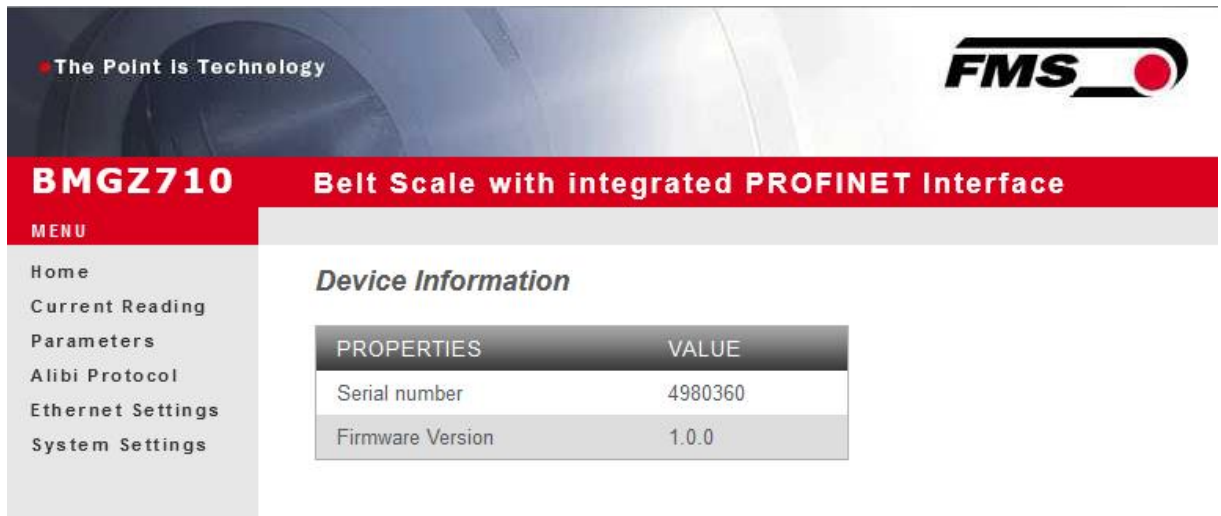 The Point is Technology
FMS
BMGZ710 Belt Scale with integrated PROFINET Interface
MENU
Home
Current Reading
Parameters
Alibi Protocol
Ethernet Settings
System Settings
Device Information
PROPERTIES VALUE
Serial number 4980360
Firmware Version 1.0.0